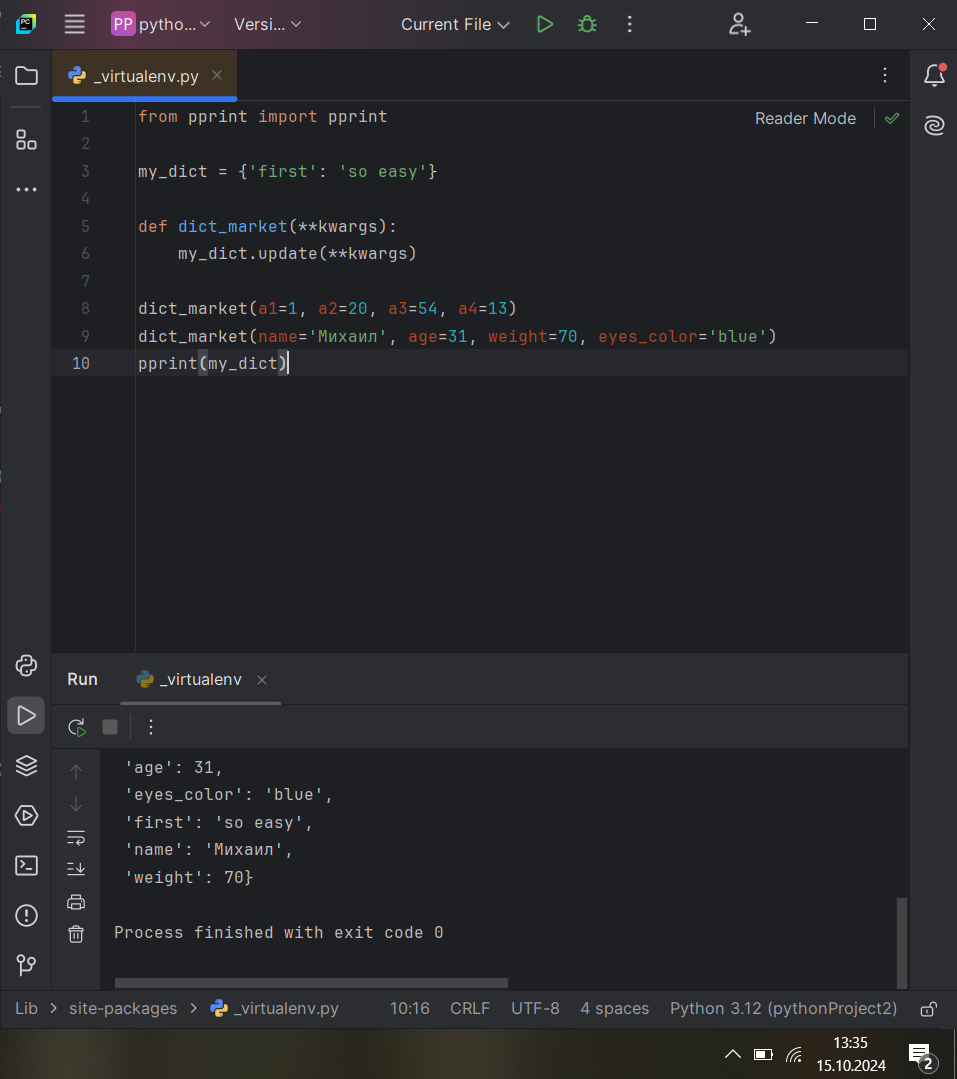 PC
PP pytho... Versi... Current File
_virtualenv.py
Reader Mode
1 from pprint import pprint
2
3 my_dict = {'first': 'so easy'}
4
5 def dict_market(**kwargs):
6 my_dict.update(**kwargs)
7
8 dict_market(a1=1, a2=20, a3=54, a4=13)
9 dict_market(name='Михаил', age=31, weight=70, eyes_color='blue')
10 pprint(my_dict)
Run _virtualenv
'age': 31,
'eyes_color': 'blue',
'first': 'so easy',
'name': 'Михаил',
'weight': 70}
Process finished with exit code 0
Lib > site-packages > _virtualenv.py 10:16 CRLF UTF-8 4 spaces Python 3.12 (pythonProject2)
13:35
15.10.2024
2